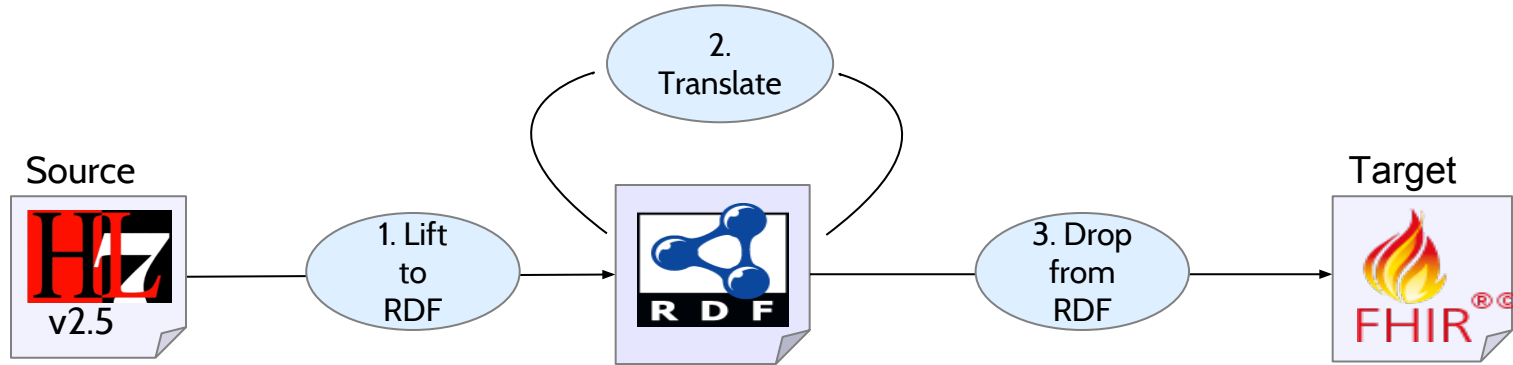 2.
Translate
Source
Target
HL7
v2.5
1. Lift
to
RDF
RDF
3. Drop
from
RDF
FHIR®©